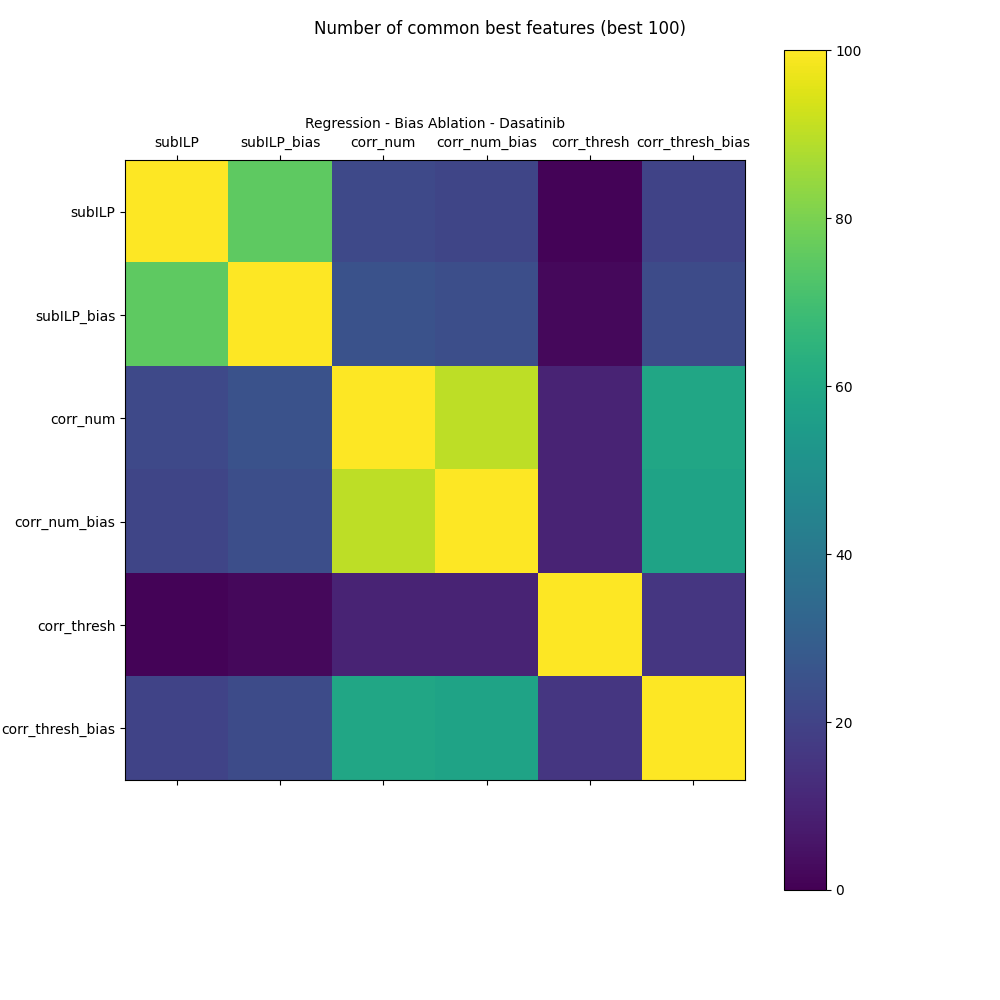 Number of common best features (best 100)
Regression - Bias Ablation - Dasatinib
subILP subILP_bias corr_num corr_num_bias corr_thresh corr_thresh_bias
subILP
subILP_bias
corr_num
corr_num_bias
corr_thresh
corr_thresh_bias
100
80
60
40
20
0